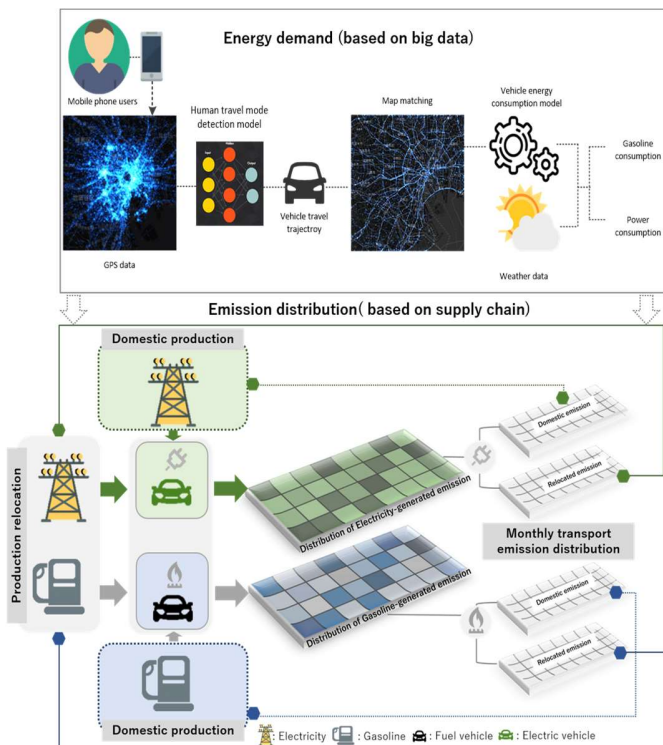 Energy demand (based on big data)
Mobile phone users
Human travel mode
detection model
Map matching
Vehicle energy
consumption model
Gasoline
consumption
Vehicle travel
trajectroy
Power
consumption
GPS data
Weather data
Emission distribution( based on supply chain)
Domestic production
Production relocation
Domestic emission
Relocated emission
Distribution of Electricity-generated emission
Monthly transport
emission distribution
Distribution of Gasoline-generated emission
Domestic emission
Relocated emission
Domestic production
: Electricity
: Gasoline
: Fuel vehicle
: Electric vehicle